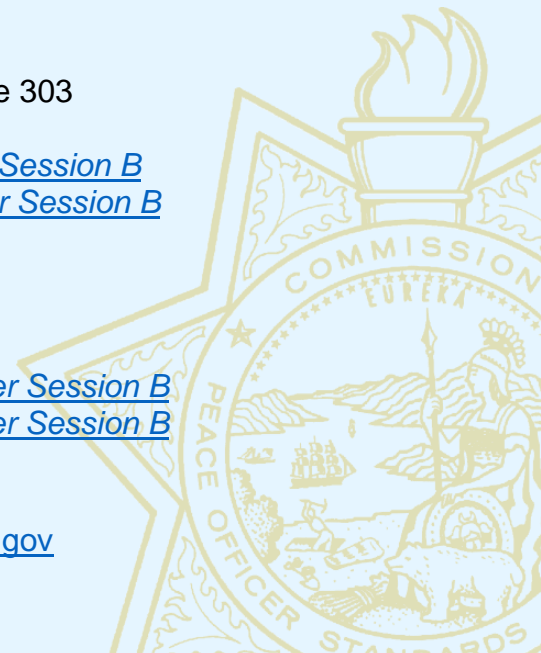 e 303
Session B
r Session B
er Session B
er Session B
gov
COMMISSION
EUREKA
PEACE OFFICER STANDARDS